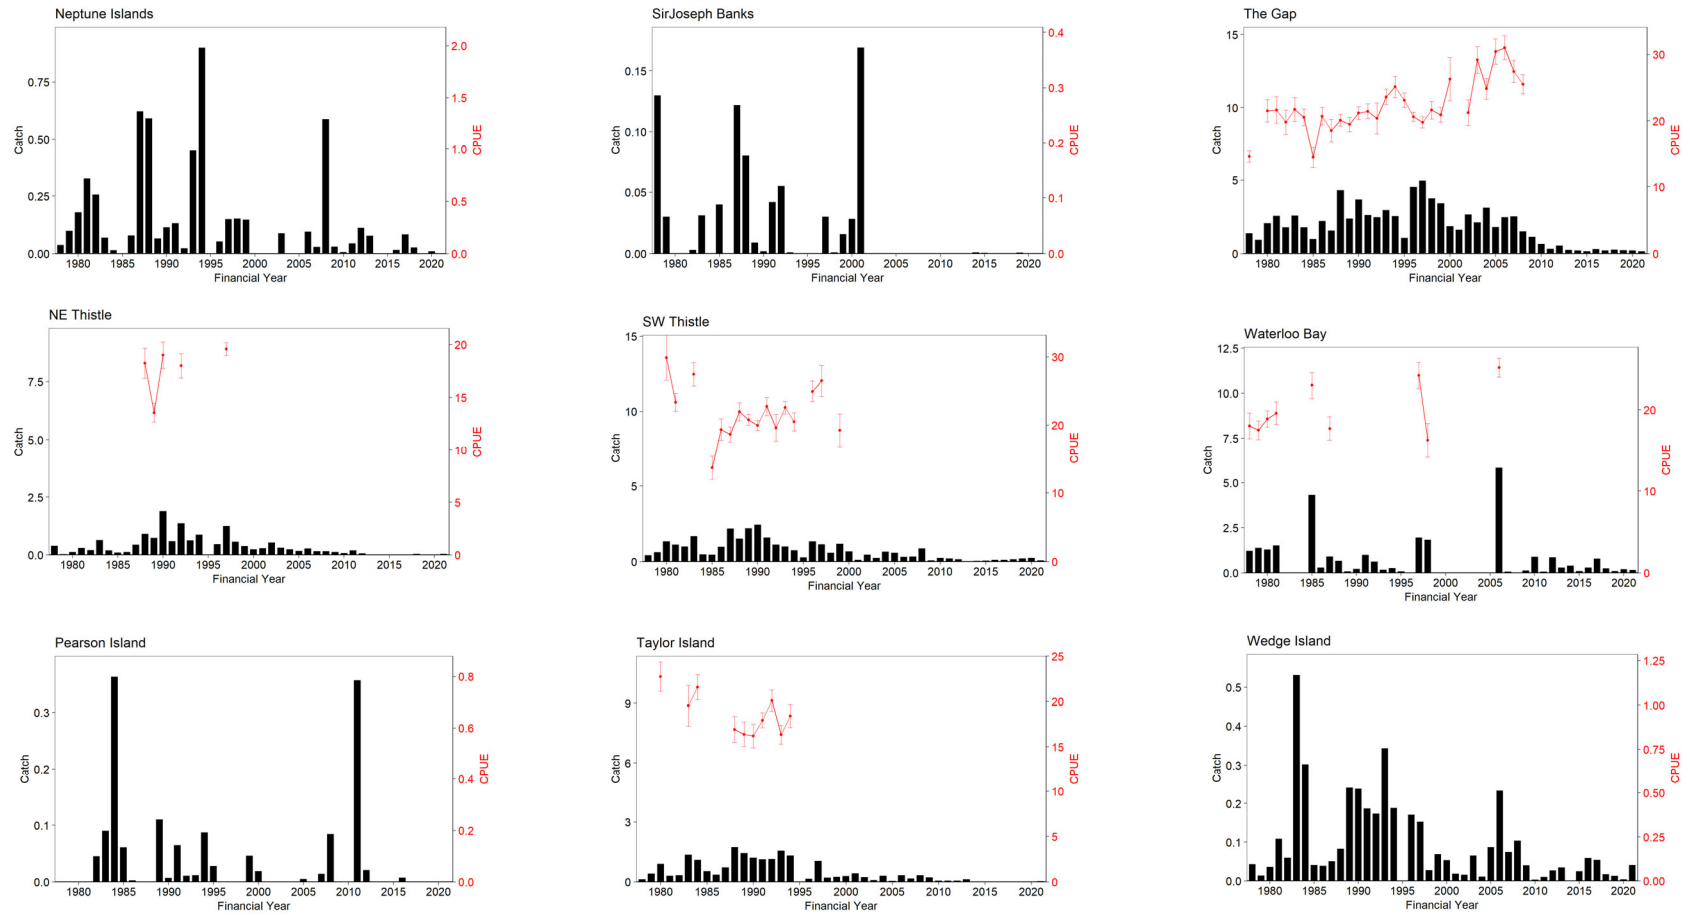 Neptune Islands
0.75
0.50
0.25
0.00
Catch
2.0
1.5
1.0
0.5
0.0
CPUE
1980 1985 1990 1995 2000 2005 2010 2015 2020
Financial Year
SirJoseph Banks
0.15
0.10
0.05
0.00
Catch
0.4
0.3
0.2
0.1
0.0
CPUE
1980 1985 1990 1995 2000 2005 2010 2015 2020
Financial Year
The Gap
15
10
5
0
Catch
30
20
10
0
CPUE
1980 1985 1990 1995 2000 2005 2010 2015 2020
Financial Year
NE Thistle
7.5
5.0
2.5
0.0
Catch
20
15
10
5
0
CPUE
1980 1985 1990 1995 2000 2005 2010 2015 2020
Financial Year
SW Thistle
15
10
5
0
Catch
30
20
10
0
CPUE
1980 1985 1990 1995 2000 2005 2010 2015 2020
Financial Year
Waterloo Bay
12.5
10.0
7.5
5.0
2.5
0.0
Catch
20
10
0
CPUE
1980 1985 1990 1995 2000 2005 2010 2015 2020
Financial Year
Pearson Island
0.3
0.2
0.1
0.0
Catch
0.8
0.6
0.4
0.2
0.0
CPUE
1980 1985 1990 1995 2000 2005 2010 2015 2020
Financial Year
Taylor Island
9
6
3
0
Catch
25
20
15
10
5
0
CPUE
1980 1985 1990 1995 2000 2005 2010 2015 2020
Financial Year
Wedge Island
0.5
0.4
0.3
0.2
0.1
0.0
Catch
1.25
1.00
0.75
0.50
0.25
0.00
CPUE
1980 1985 1990 1995 2000 2005 2010 2015 2020
Financial Year